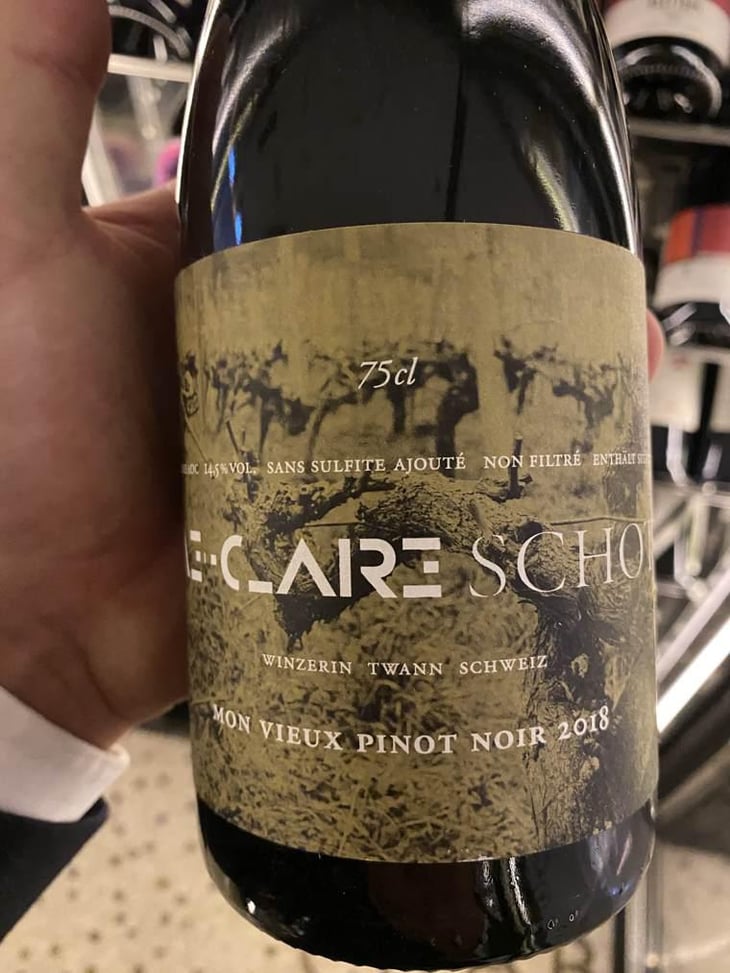 75cl
AOC 14,5% VOL. SANS SULFITE AJOUTÉ NON FILTRÉ ENTHÄLT
E-CLAIRE SCHO
WINZERIN TWANN SCHWEIZ
MON VIEUX PINOT NOIR 2018